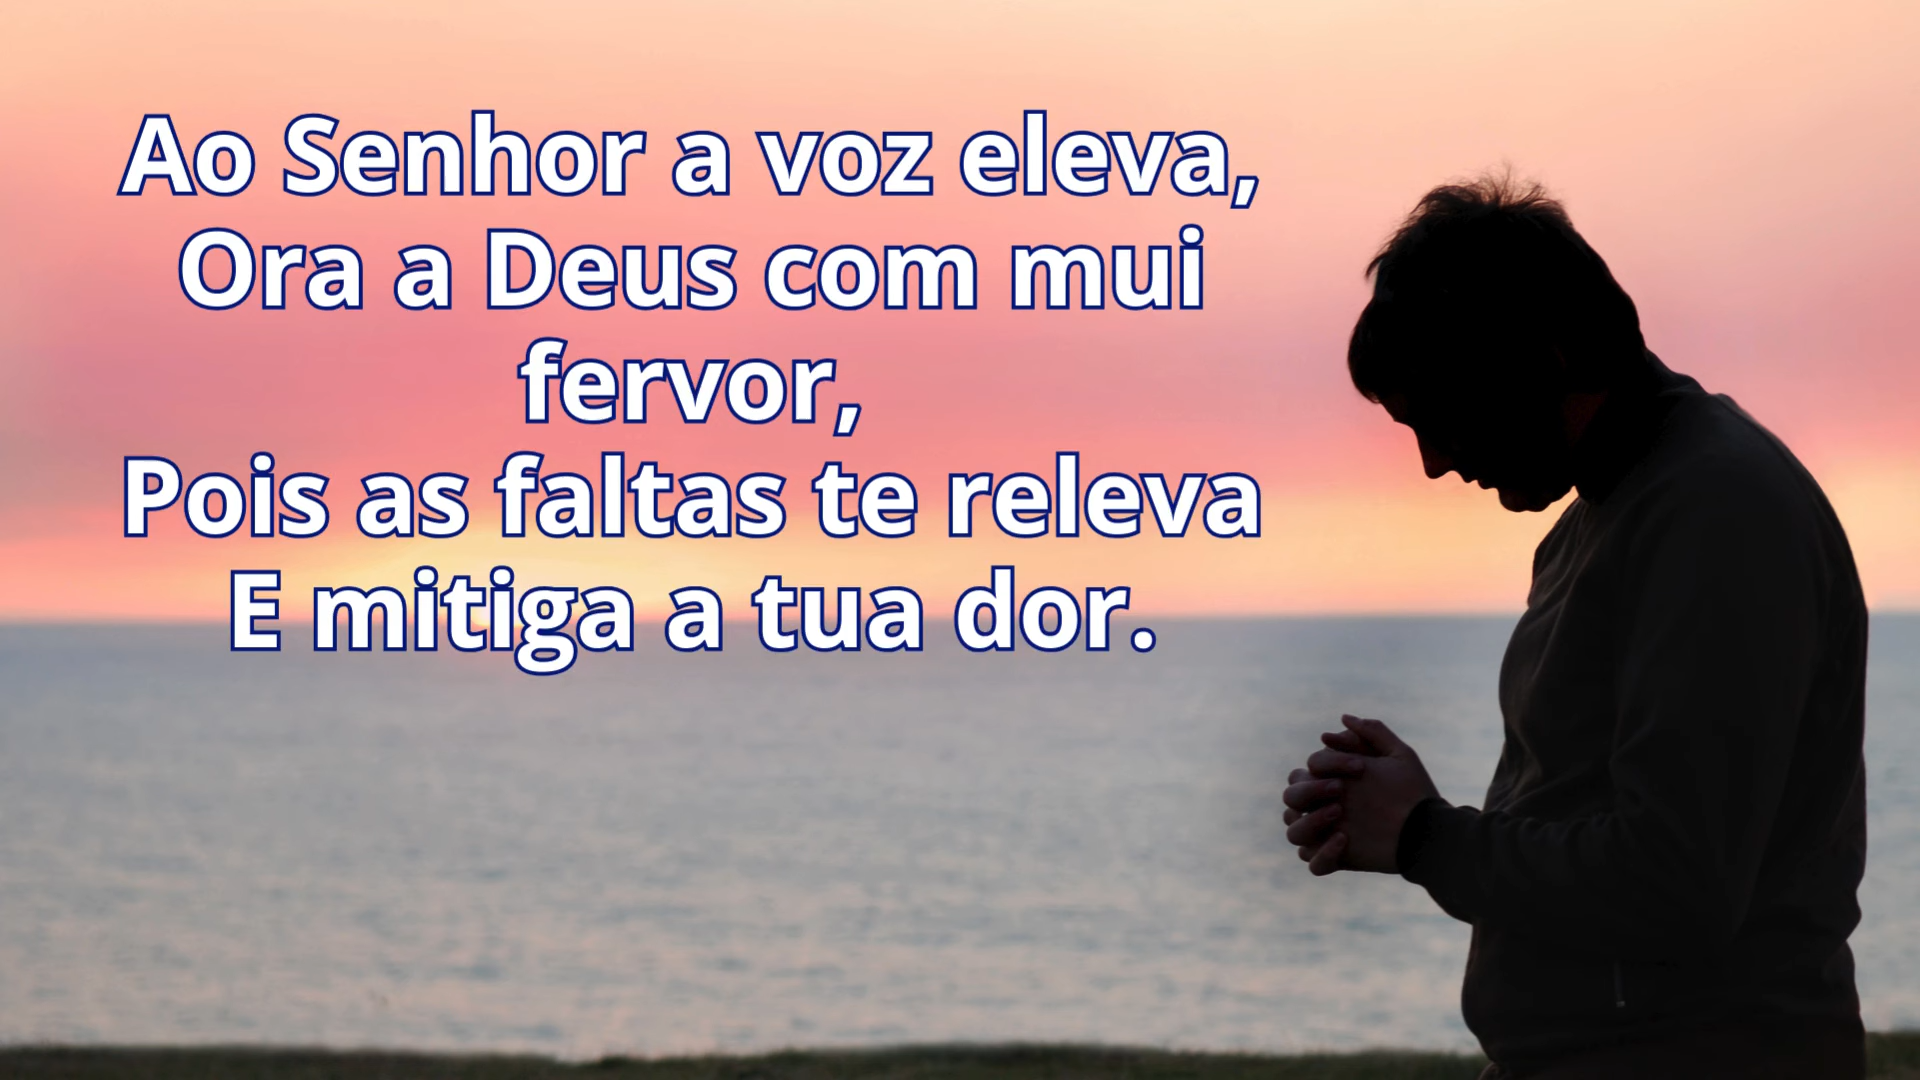 Ao Senhor a voz eleva,
Ora a Deus com mui
fervor,
Pois as faltas te releva
E mitiga a tua dor.